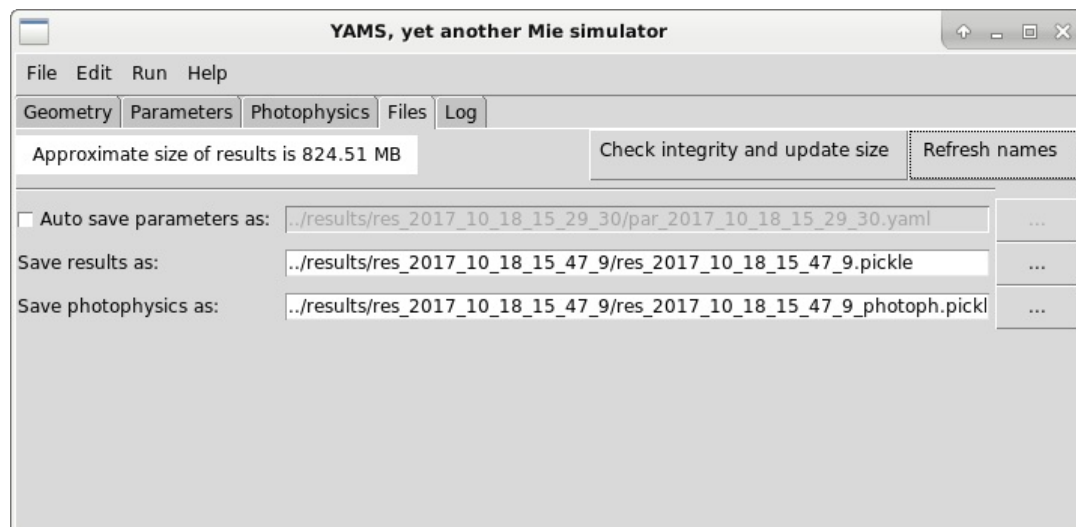 YAMS, yet another Mie simulator
File Edit Run Help
Geometry Parameters Photophysics Files Log
Approximate size of results is 824.51 MB Check integrity and update size Refresh names
Auto save parameters as: ../results/res_2017_10_18_15_29_30/par_2017_10_18_15_29_30.yaml ...
Save results as: ../results/res_2017_10_18_15_47_9/res_2017_10_18_15_47_9.pickle ...
Save photophysics as: ../results/res_2017_10_18_15_47_9/res_2017_10_18_15_47_9_photoph.pickl ...